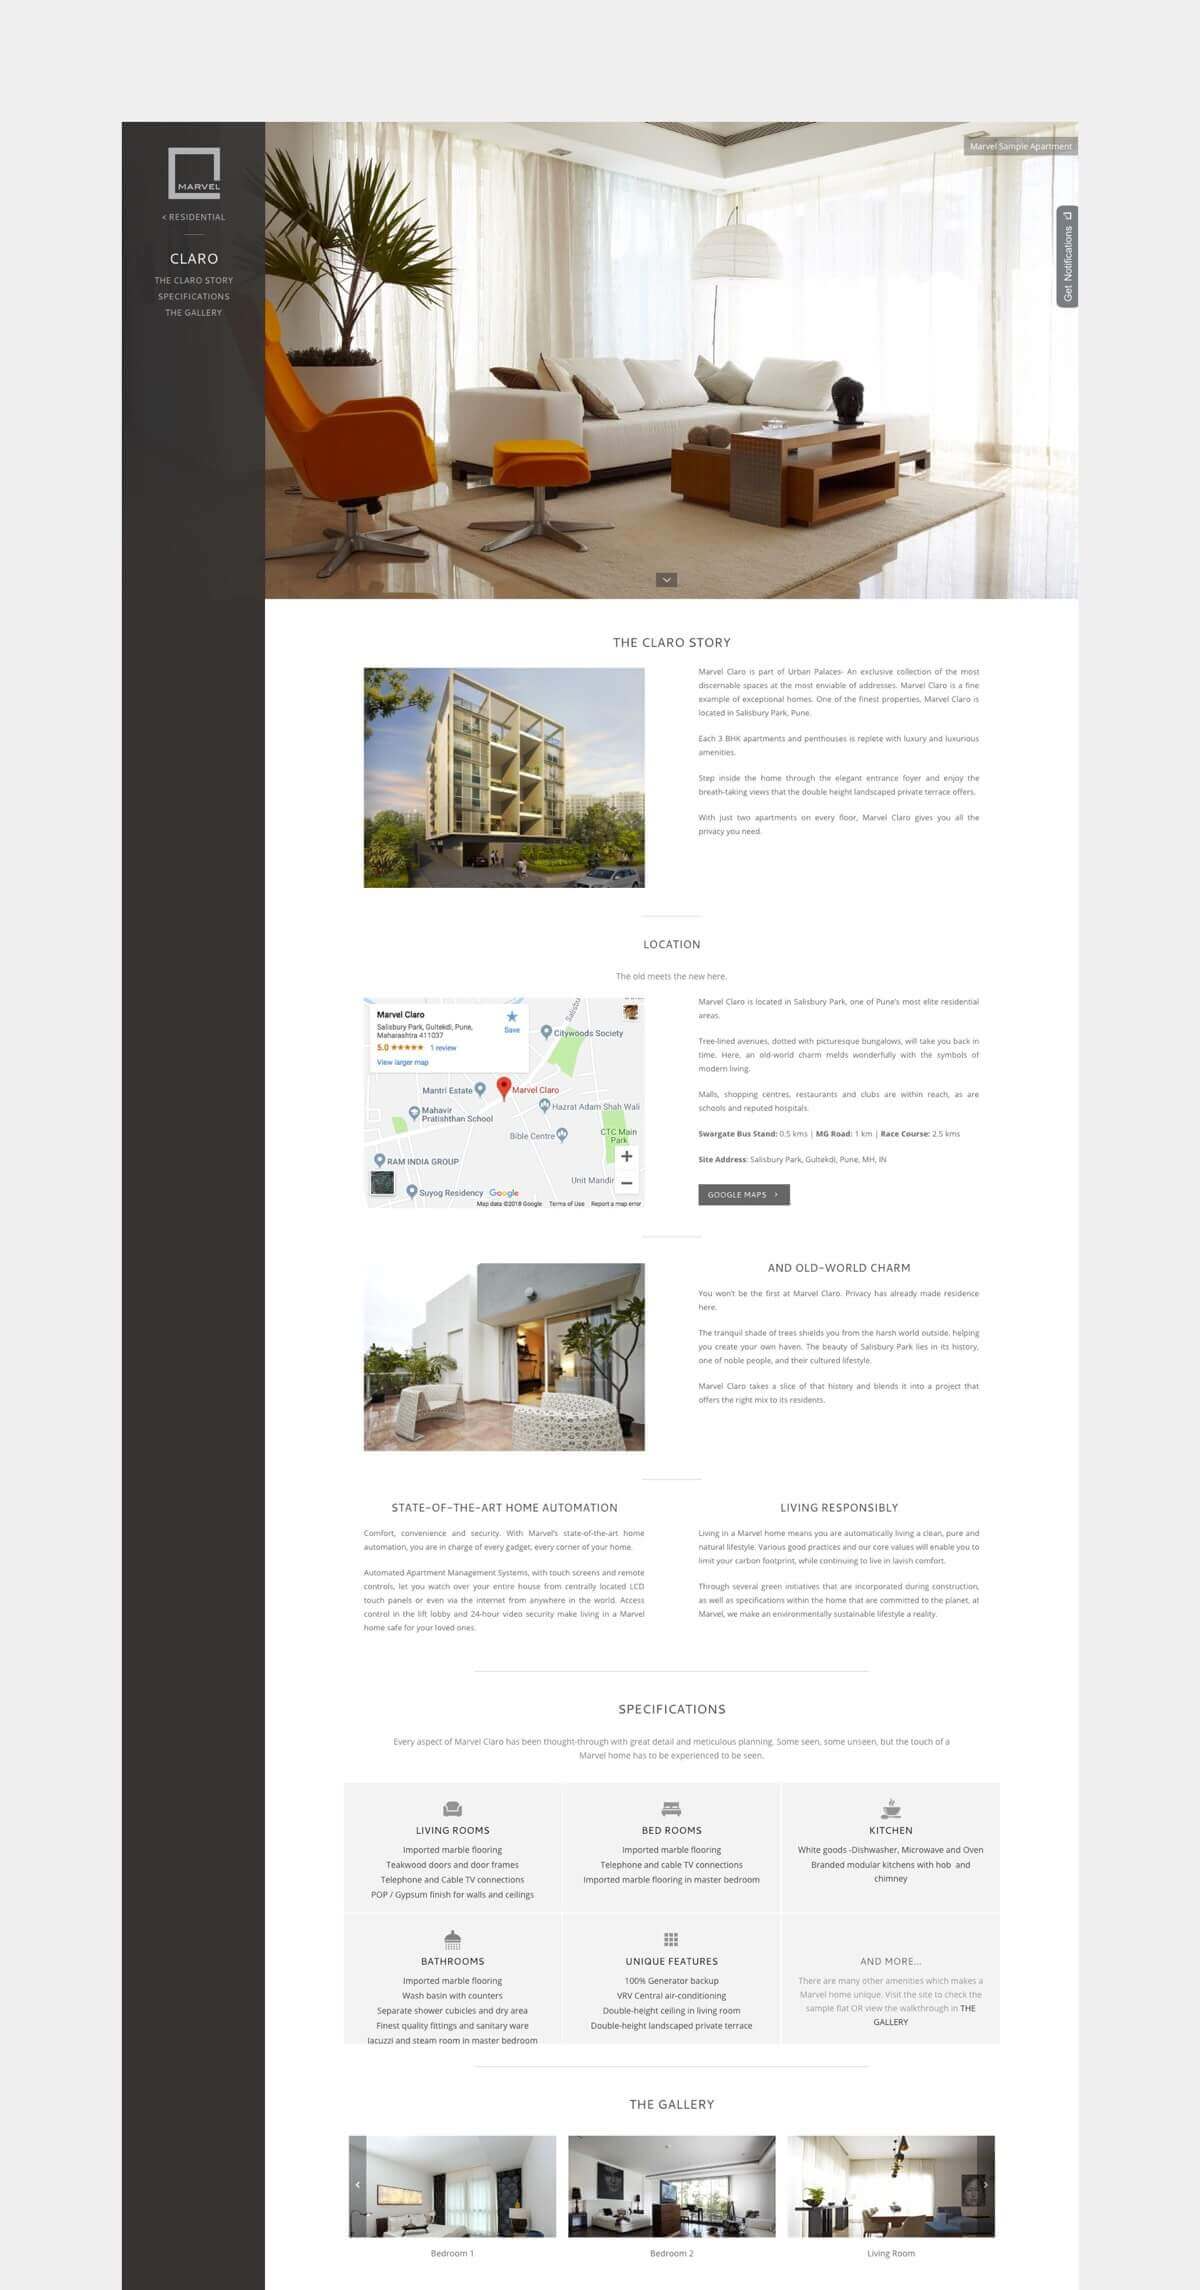 MARVEL
< RESIDENTIAL
CLARO
THE CLARO STORY
SPECIFICATIONS
THE GALLERY
Marvel Sample Apartment
Get Notifications
THE CLARO STORY
Marvel Claro is part of Urban Palaces- An exclusive collection of the most
discernable spaces at the most enviable of addresses. Marvel Claro is a fine
example of exceptional homes. One of the finest properties, Marvel Claro is
located in Salisbury Park, Pune.
Each 3 BHK apartments and penthouses is replete with luxury and luxurious
amenities.
Step inside the home through the elegant entrance foyer and enjoy the
breath-taking views that the double height landscaped private terrace offers.
With just two apartments on every floor, Marvel Claro gives you all the
privacy you need.
LOCATION
The old meets the new here.
Marvel Claro
Salisbury Park, Gultekdi, Pune,
Maharashtra 411037
5.0 ★★★★★ 1 review
View larger map
Save
Salisbu
Citywoods Society
Mantri Estate
Marvel Claro
Mahavir
Pratishthan School
Hazrat Adam Shah Wali
Bible Centre
CTC Main
Park
RAM INDIA GROUP
Unit Mandir
Suyog Residency
Google
Map data ©2018 Google Terms of Use Report a map error
Marvel Claro is located in Salisbury Park, one of Pune's most elite residential
areas.
Tree-lined avenues, dotted with picturesque bungalows, will take you back in
time. Here, an old-world charm melds wonderfully with the symbols of
modern living.
Malls, shopping centres, restaurants and clubs are within reach, as are
schools and reputed hospitals.
Swargate Bus Stand: 0.5 kms | MG Road: 1 km | Race Course: 2.5 kms
Site Address: Salisbury Park, Gultekdi, Pune, MH, IN
GOOGLE MAPS >
AND OLD-WORLD CHARM
You won't be the first at Marvel Claro. Privacy has already made residence
here.
The tranquil shade of trees shields you from the harsh world outside, helping
you create your own haven. The beauty of Salisbury Park lies in its history,
one of noble people, and their cultured lifestyle.
Marvel Claro takes a slice of that history and blends it into a project that
offers the right mix to its residents.
STATE-OF-THE-ART HOME AUTOMATION
Comfort, convenience and security. With Marvel's state-of-the-art home
automation, you are in charge of every gadget, every corner of your home.
Automated Apartment Management Systems, with touch screens and remote
controls, let you watch over your entire house from centrally located LCD
touch panels or even via the internet from anywhere in the world. Access
control in the lift lobby and 24-hour video security make living in a Marvel
home safe for your loved ones.
LIVING RESPONSIBLY
Living in a Marvel home means you are automatically living a clean, pure and
natural lifestyle. Various good practices and our core values will enable you to
limit your carbon footprint, while continuing to live in lavish comfort.
Through several green initiatives that are incorporated during construction,
as well as specifications within the home that are committed to the planet, at
Marvel, we make an environmentally sustainable lifestyle a reality.
SPECIFICATIONS
Every aspect of Marvel Claro has been thought-through with great detail and meticulous planning. Some seen, some unseen, but the touch of a
Marvel home has to be experienced to be seen.
LIVING ROOMS
Imported marble flooring
Teakwood doors and door frames
Telephone and Cable TV connections
POP / Gypsum finish for walls and ceilings
BED ROOMS
Imported marble flooring
Telephone and cable TV connections
Imported marble flooring in master bedroom
KITCHEN
White goods -Dishwasher, Microwave and Oven
Branded modular kitchens with hob and
chimney
BATHROOMS
Imported marble flooring
Wash basin with counters
Separate shower cubicles and dry area
Finest quality fittings and sanitary ware
Jacuzzi and steam room in master bedroom
UNIQUE FEATURES
100% Generator backup
VRV Central air-conditioning
Double-height ceiling in living room
Double-height landscaped private terrace
AND MORE...
There are many other amenities which makes a
Marvel home unique. Visit the site to check the
sample flat OR view the walkthrough in THE
GALLERY
THE GALLERY
Bedroom 1
Bedroom 2
Living Room